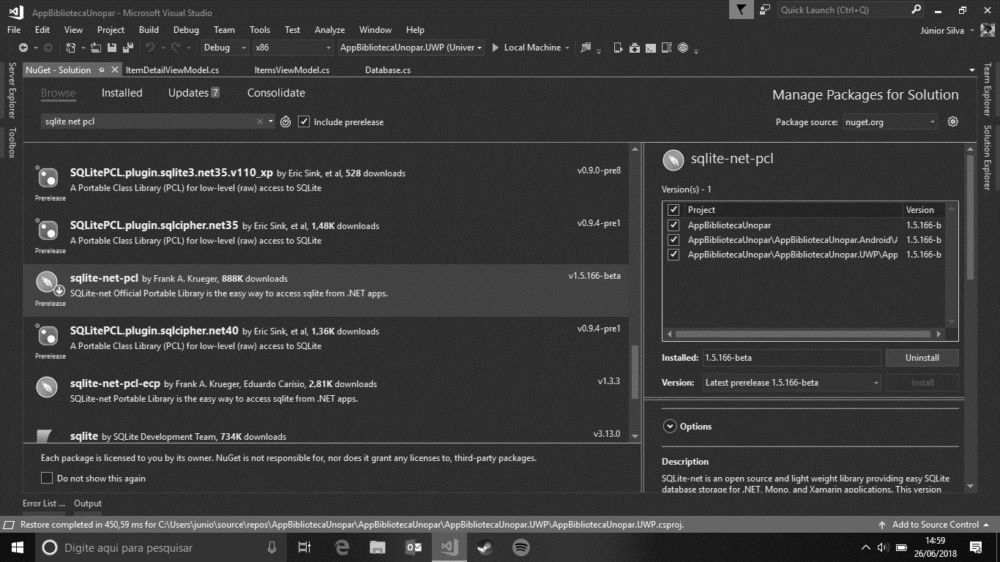 AppBibliotecaUnopar - Microsoft Visual Studio
Quick Launch (Ctrl+Q)
File Edit View Project Build Debug Team Tools Test Analyze Window Help
Júnior Silva
Debug x86 AppBibliotecaUnopar.UWP (Univer Local Machine
NuGet - Solution ItemDetailViewModel.cs ItemsViewModel.cs Database.cs
Server Explorer
Toolbox
Team Explorer
Solution Explorer
Browse Installed Updates 7 Consolidate
Manage Packages for Solution
sqlite net pcl
Include prerelease
Package source: nuget.org
SQLitePCL.plugin.sqlite3.net35.v110_xp by Eric Sink, et al, 528 downloads v0.9.0-pre8
A Portable Class Library (PCL) for low-level (raw) access to SQLite
Prerelease
SQLitePCL.plugin.sqlcipher.net35 by Eric Sink, et al, 1,48K downloads v0.9.4-pre1
A Portable Class Library (PCL) for low-level (raw) access to SQLite
Prerelease
sqlite-net-pcl by Frank A. Krueger, 888K downloads v1.5.166-beta
SQLite-net Official Portable Library is the easy way to access sqlite from .NET apps.
Prerelease
SQLitePCL.plugin.sqlcipher.net40 by Eric Sink, et al, 1,36K downloads v0.9.4-pre1
A Portable Class Library (PCL) for low-level (raw) access to SQLite
Prerelease
sqlite-net-pcl-ecp by Frank A. Krueger, Eduardo Carísio, 2,81K downloads v1.3.3
SQLite-net Portable Library is the easy way to access sqlite from .NET apps.
sqlite by SQLite Development Team, 734K downloads v3.13.0
Each package is licensed to you by its owner. NuGet is not responsible for, nor does it grant any licenses to, third-party packages.
Do not show this again
sqlite-net-pcl
Version(s) - 1
Project Version
AppBibliotecaUnopar 1.5.166-b
AppBibliotecaUnopar\AppBibliotecaUnopar.Android\A 1.5.166-b
AppBibliotecaUnopar\AppBibliotecaUnopar.UWP\App 1.5.166-b
Installed: 1.5.166-beta Uninstall
Version: Latest prerelease 1.5.166-beta Install
Options
Description
SQLite-net is an open source and light weight library providing easy SQLite
database storage for .NET, Mono, and Xamarin applications. This version
Error List ... Output
Restore completed in 450,59 ms for C:\Users\junio\source\repos\AppBibliotecaUnopar\AppBibliotecaUnopar\AppBibliotecaUnopar.UWP\AppBibliotecaUnopar.UWP.csproj.
Add to Source Control
Digite aqui para pesquisar
14:59
26/06/2018